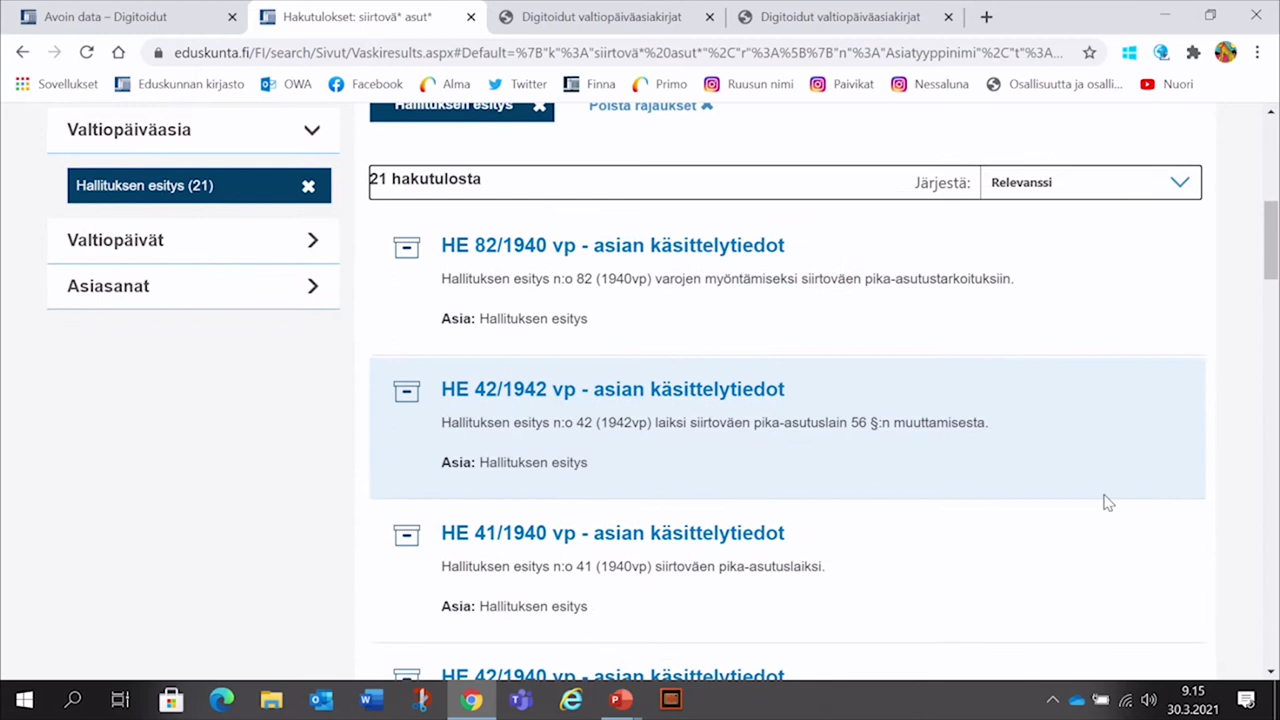 Avoin data – Digitoidut
Hakutulokset: siirtovä* asut*
Digitoidut valtiopäiväasiakirjat
Digitoidut valtiopäiväasiakirjat
eduskunta.fi/FI/search/Sivut/Vaskiresults.aspx#Default=%7B"k"%3A"siirtovä*%20asut*"%2C"r"%3A%5B%7B"n"%3A"Asiatyyppinimi"%2C"t"%3A...
Sovellukset
Eduskunnan kirjasto
OWA
Facebook
Alma
Twitter
Finna
Primo
Ruusun nimi
Paivikat
Nessaluna
Osallisuutta ja osalli...
Nuori
Hallituksen esitys
Poista rajaukset
Valtiopäiväasia
Hallituksen esitys (21)
Valtiopäivät
Asiasanat
21 hakutulosta
Järjestä:
Relevanssi
HE 82/1940 vp - asian käsittelytiedot
Hallituksen esitys n:o 82 (1940vp) varojen myöntämiseksi siirtoväen pika-asutustarkoituksiin.
Asia: Hallituksen esitys
HE 42/1942 vp - asian käsittelytiedot
Hallituksen esitys n:o 42 (1942vp) laiksi siirtoväen pika-asutuslain 56 §:n muuttamisesta.
Asia: Hallituksen esitys
HE 41/1940 vp - asian käsittelytiedot
Hallituksen esitys n:o 41 (1940vp) siirtoväen pika-asutuslaiksi.
Asia: Hallituksen esitys
HE 42/1940 vp - asian käsittelytiedot
9.15
30.3.2021